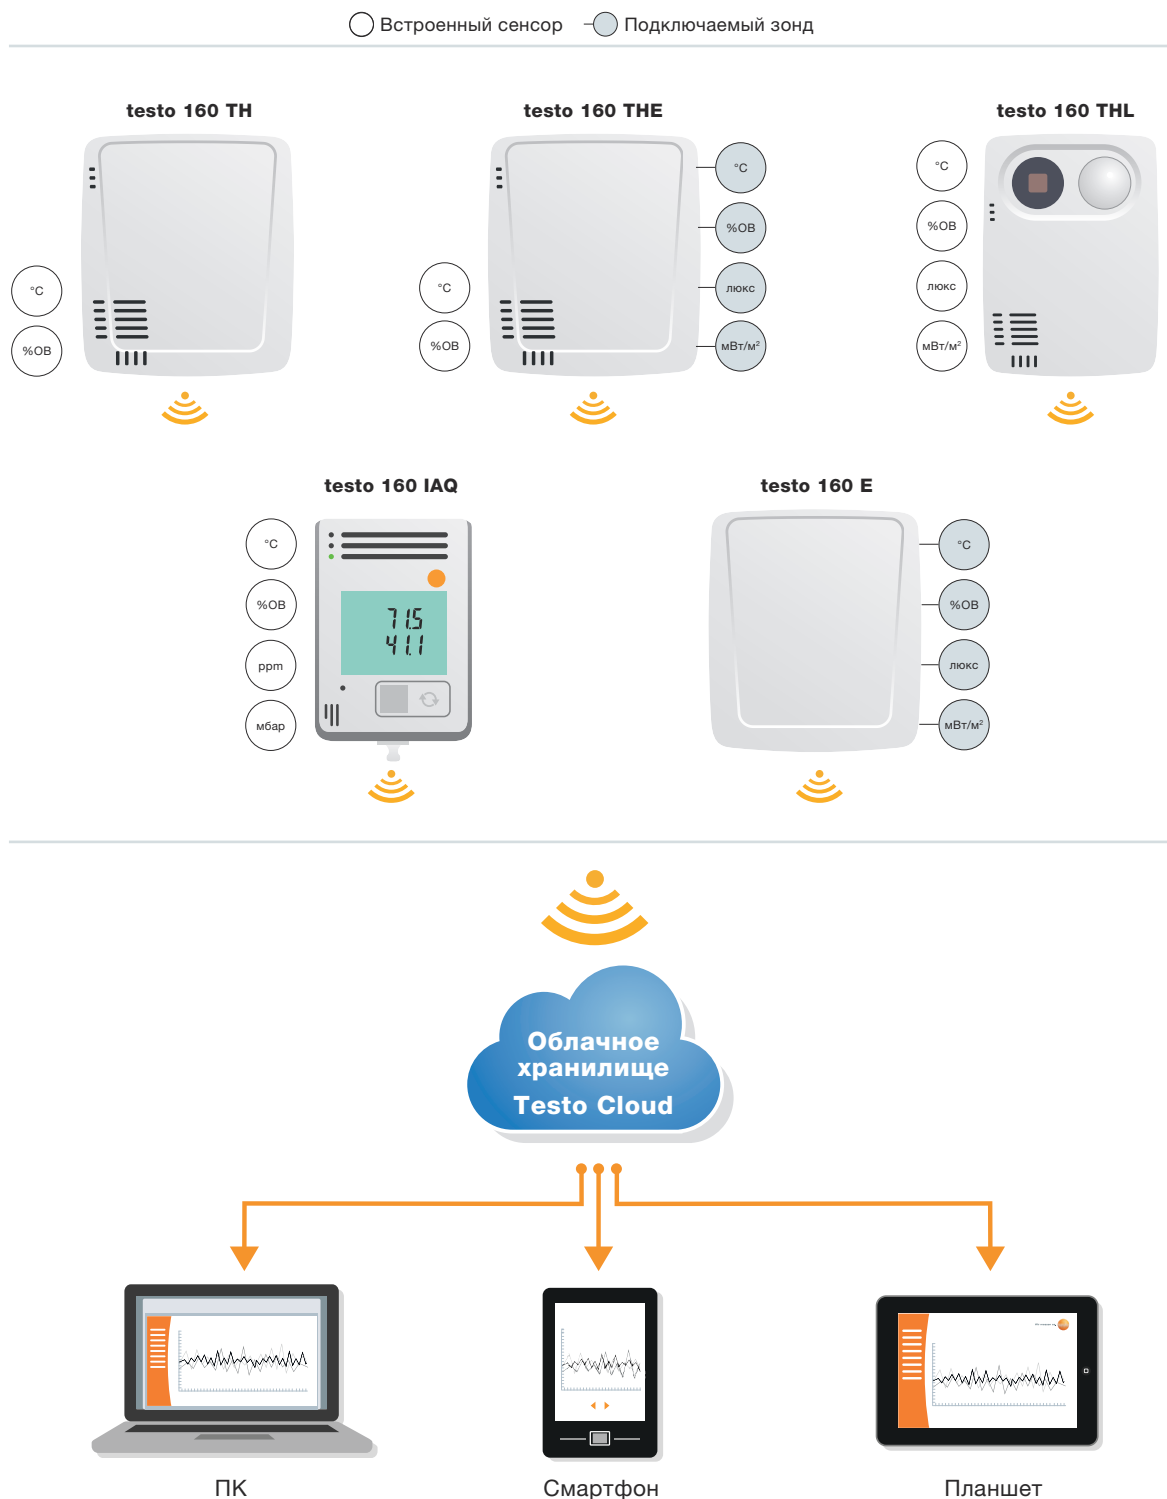 Встроенный сенсор Подключаемый зонд
testo 160 TH
testo 160 THE
testo 160 THL
°C
%ОВ
°C
%ОВ
°C
%ОВ
люкс
мВт/м²
°C
%ОВ
люкс
мВт/м²
testo 160 IAQ
testo 160 E
°C
%ОВ
ppm
мбар
71.5
41.1
°C
%ОВ
люкс
мВт/м²
Облачное
хранилище
Testo Cloud
ПК
Смартфон
Планшет